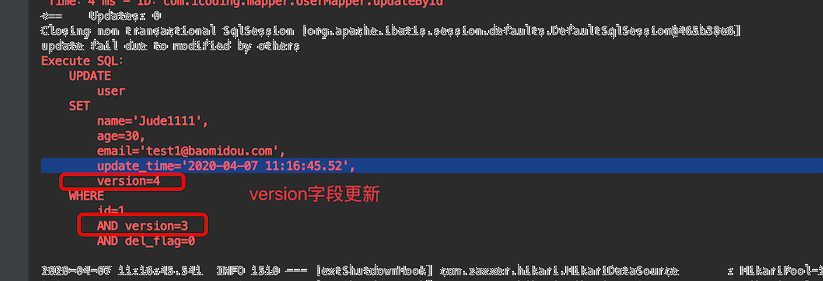 Time: 4 ms - ID: com.icoding.mapper.UserMapper.updateById
<==    Updates: 0
Closing non transactional SqlSession [org.apache.ibatis.session.defaults.DefaultSqlSession@465b38e6]
update fail due to modified by others
Execute SQL:
UPDATE
user
SET
name='Jude1111',
age=30,
email='test1@baomidou.com',
update_time='2020-04-07 11:16:45.52',
version=4
version字段更新
WHERE
id=1
AND version=3
AND del_flag=0
2020-04-07 11:16:45.541  INFO 1510 --- [extShutdownHook] com.zaxxer.hikari.HikariDataSource       : HikariPool-1